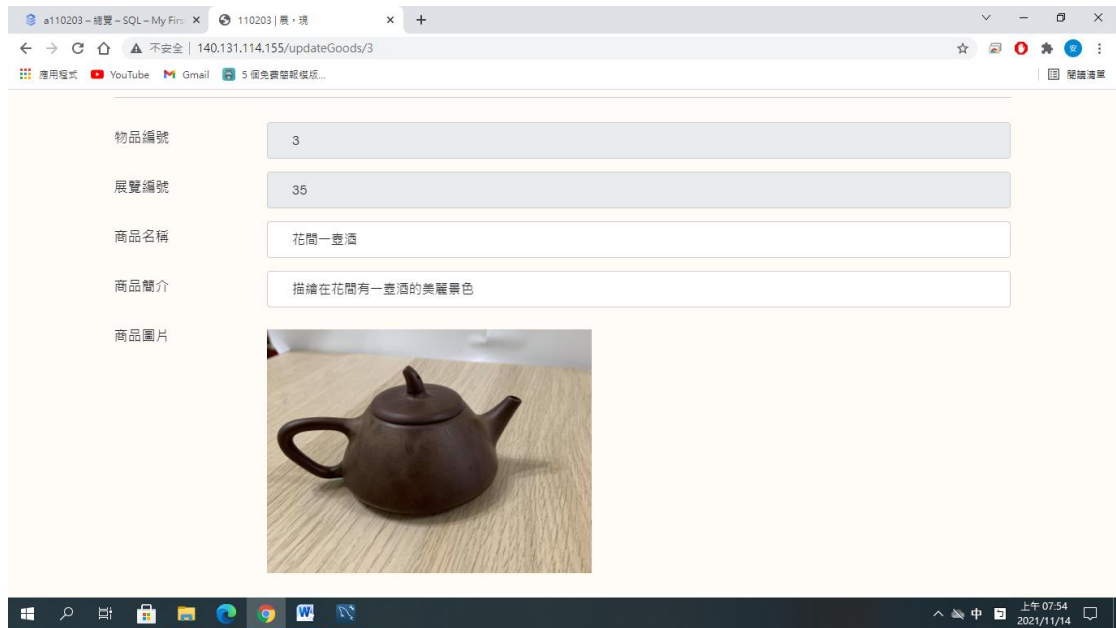 a110203 – 總覽 – SQL – My Firs
110203 | 展，現
不安全 | 140.131.114.155/updateGoods/3
應用程式 YouTube Gmail 5 個免費簡報模版... 閱讀清單
物品編號 3
展覽編號 35
商品名稱 花間一壺酒
商品簡介 描繪在花間有一壺酒的美麗景色
商品圖片
中
上午 07:54
2021/11/14